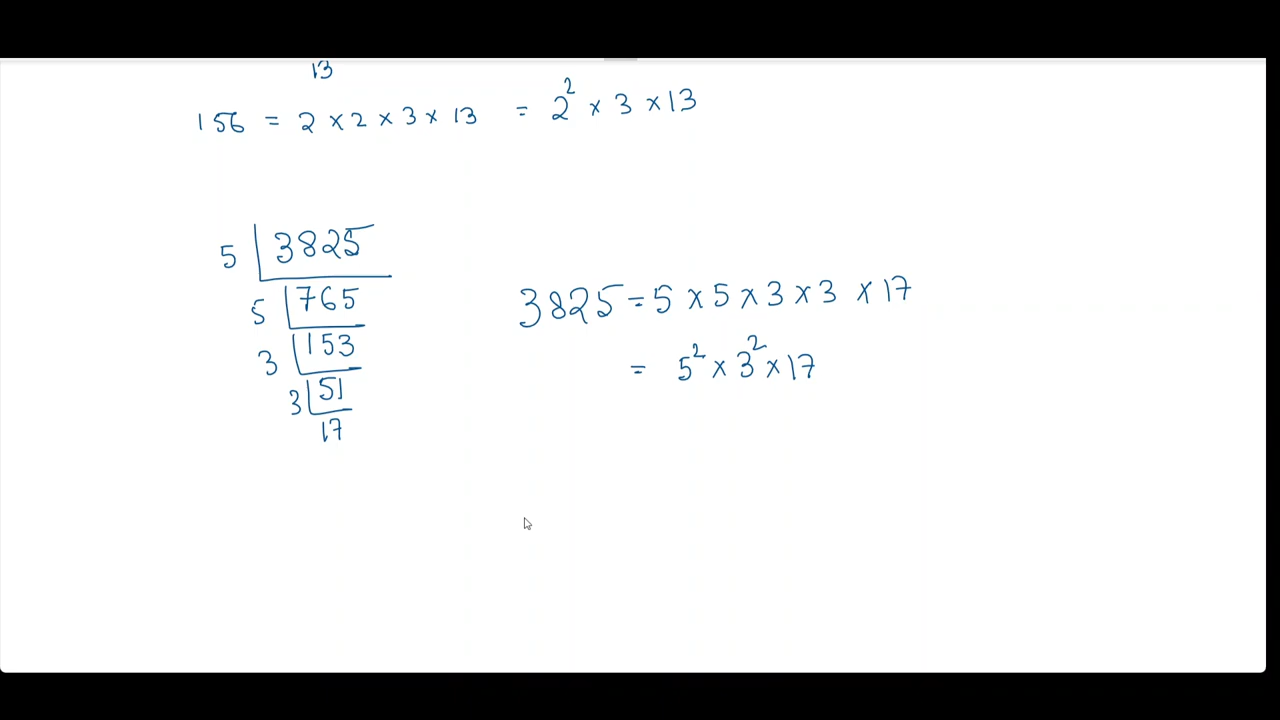 13
156 = 2 × 2 × 3 × 13 = 2² × 3 × 13
5 3825
5 765
3 153
3 51
17
3825 = 5 × 5 × 3 × 3 × 17
= 5² × 3² × 17